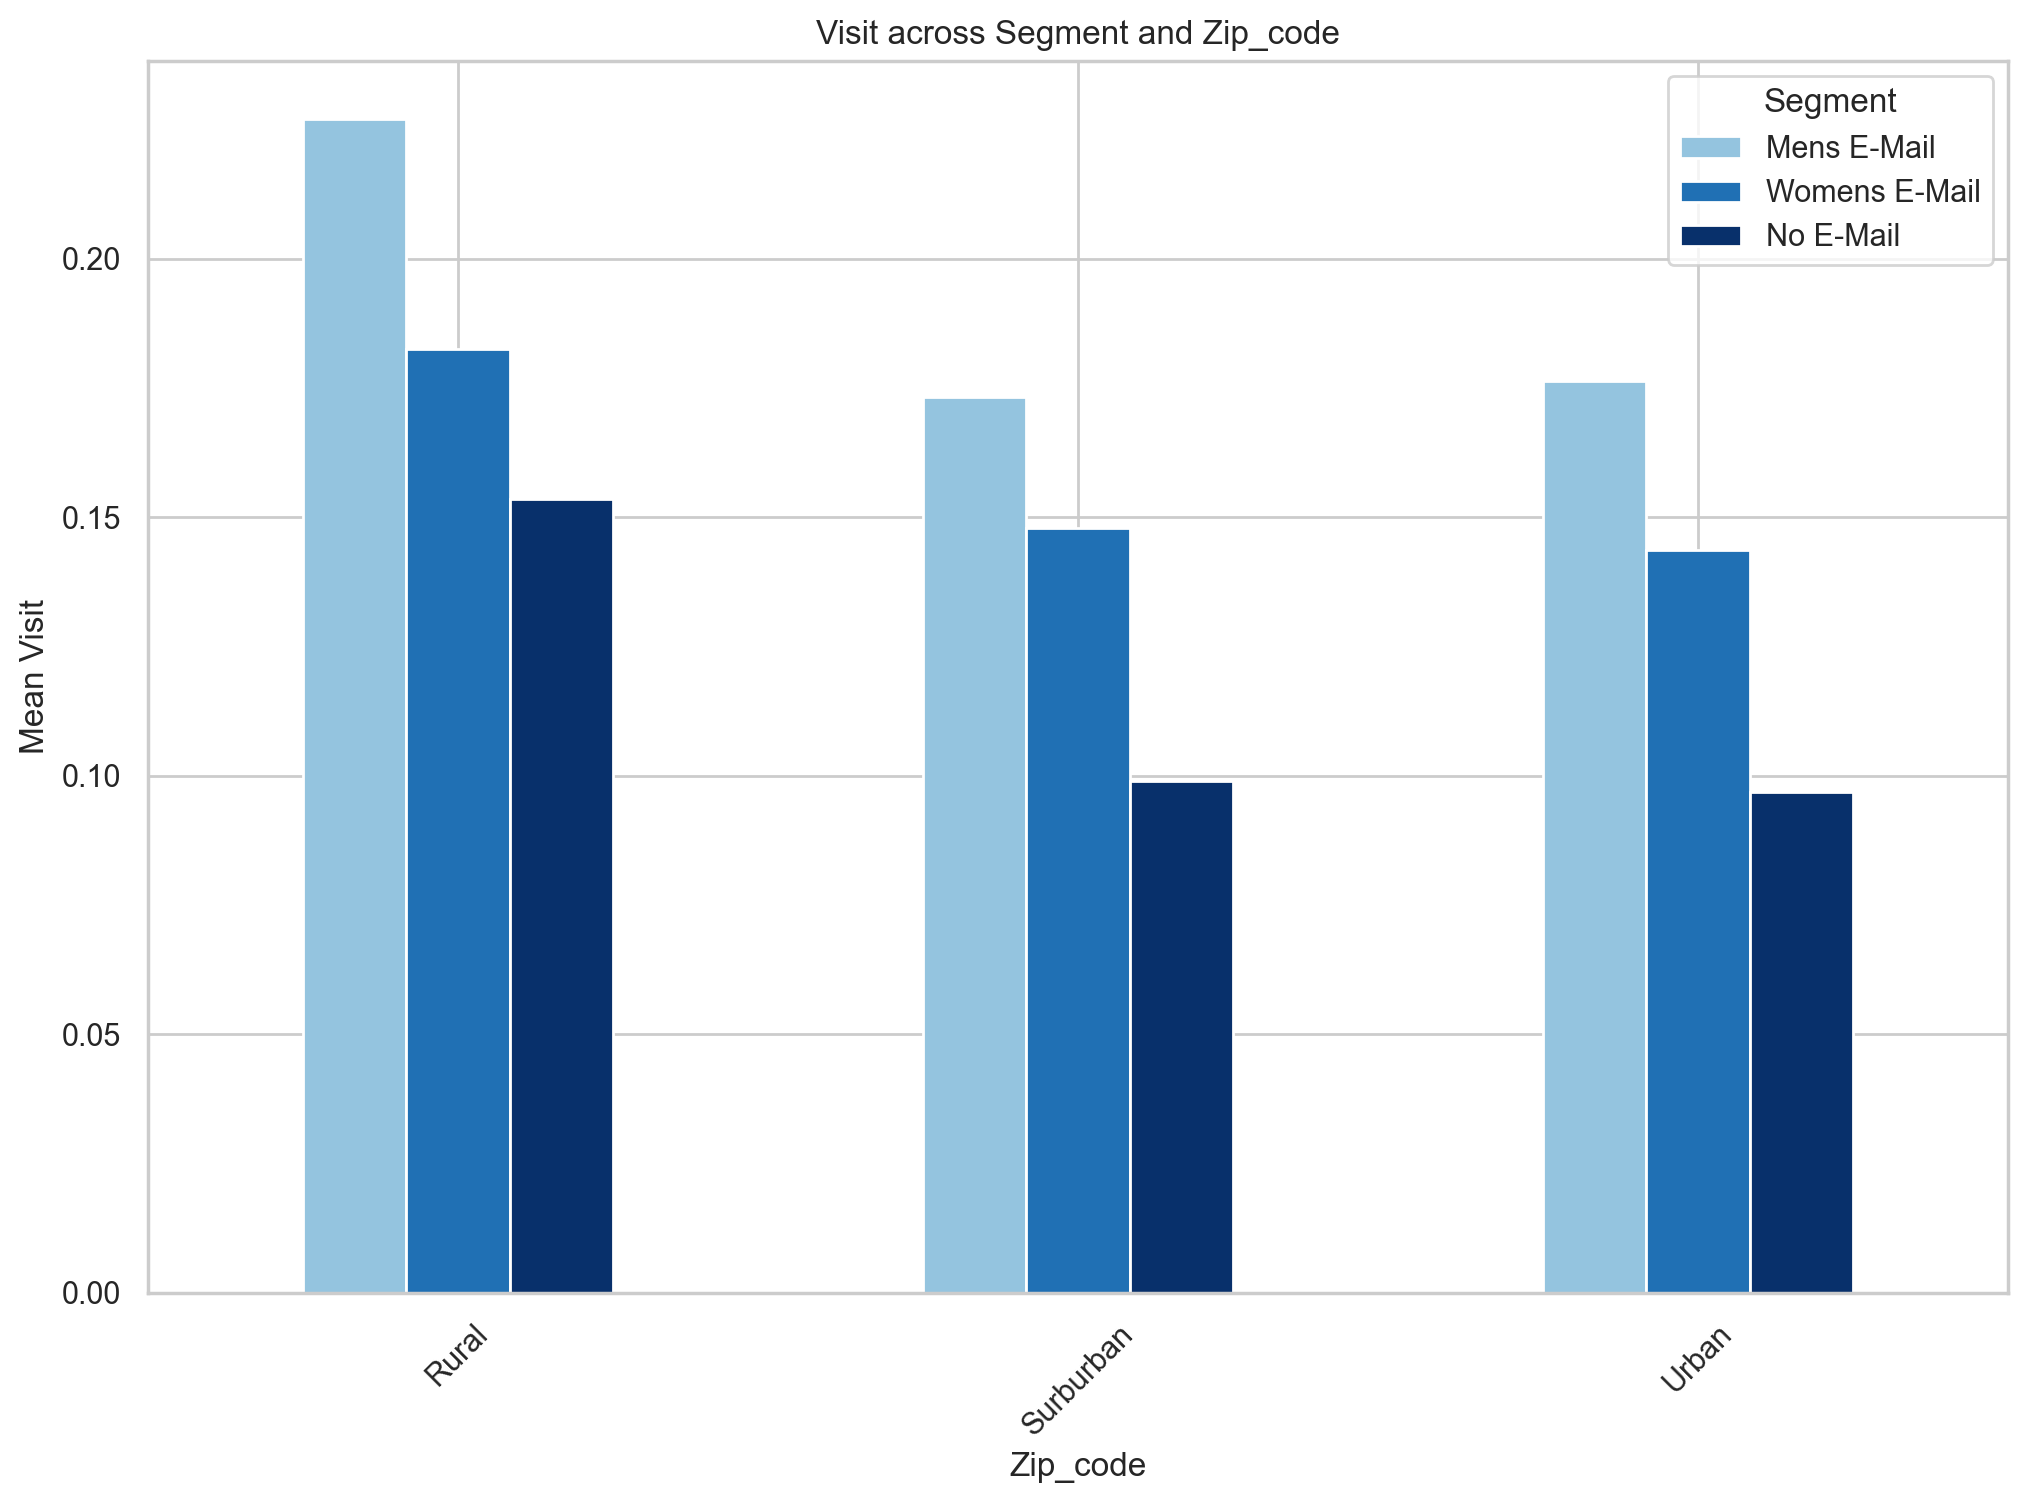 Visit across Segment and Zip_code
Segment
Mens E-Mail
Womens E-Mail
No E-Mail
0.20
0.15
0.10
0.05
0.00
Mean Visit
Rural
Surburban
Urban
Zip_code